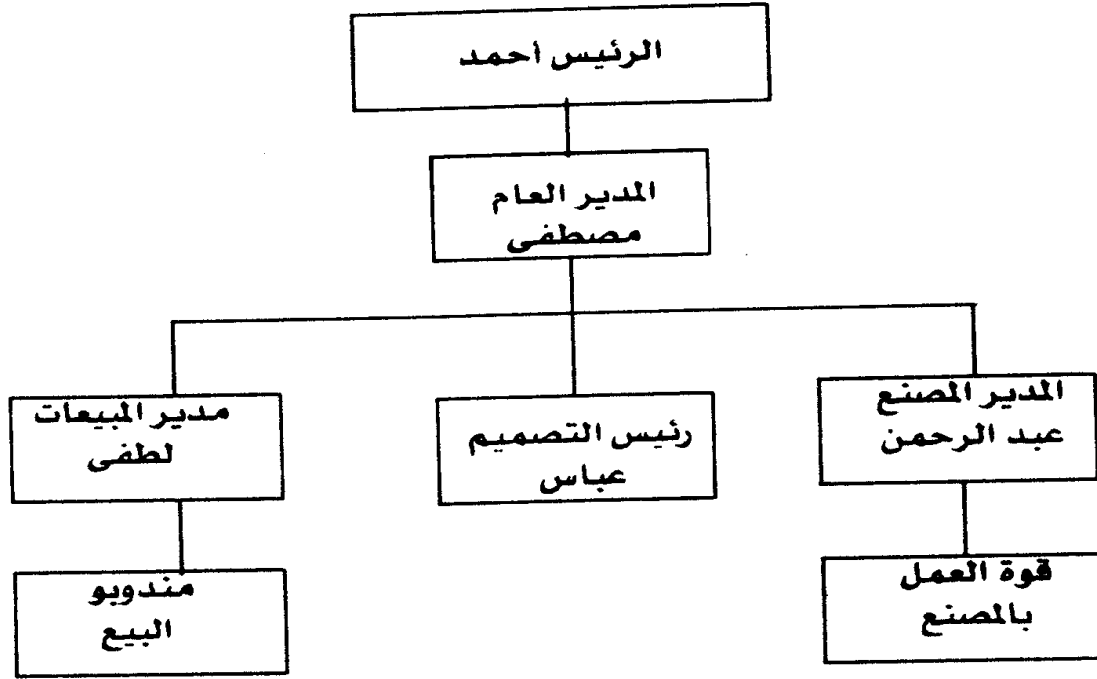 الرئيس أحمد
المدير العام
مصطفى
المدير المصنع
عبد الرحمن
رئيس التصميم
عباس
مدير المبيعات
لطفى
قوة العمل
بالمصنع
مندوبو
البيع